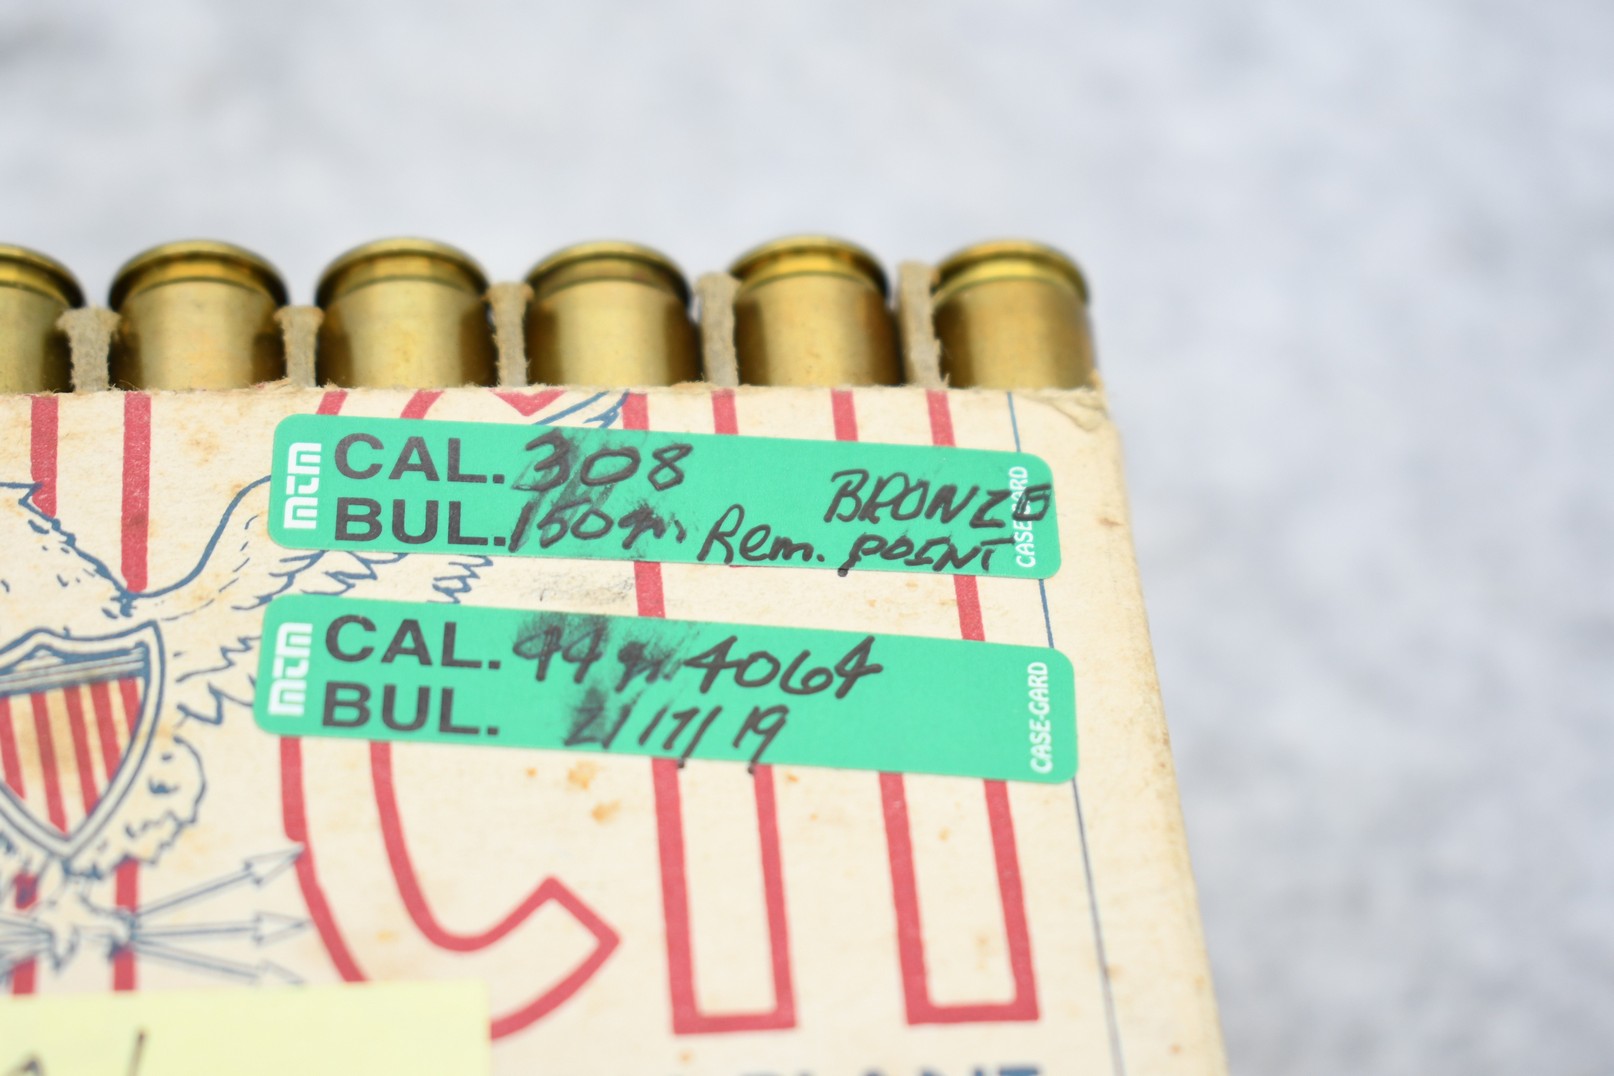 MTM CAL. 308
BUL. 150gr. Rem. BRONZE POINT
CASE-GARD
MTM CAL. 44gr. 4064
BUL. 2/17/19
CASE-GARD
PLANT